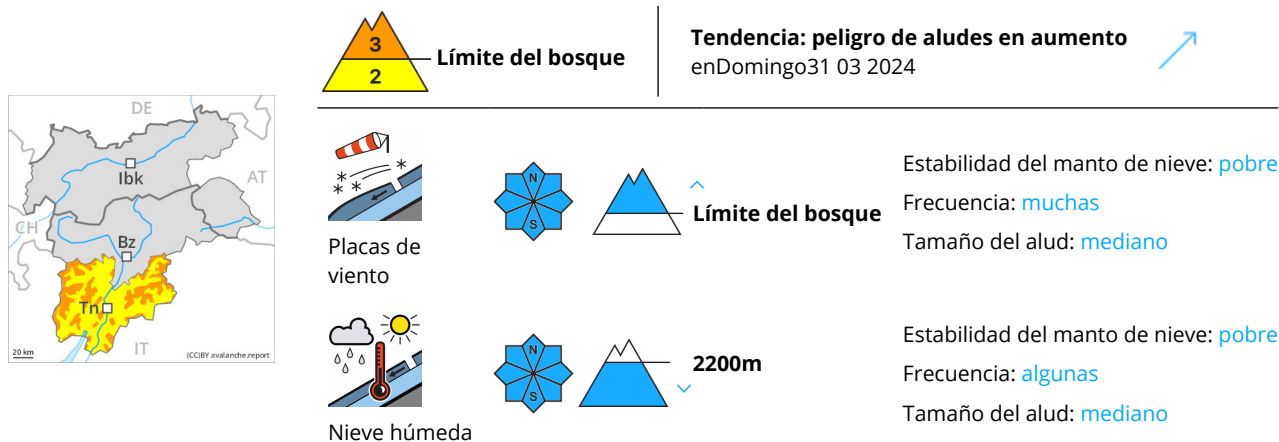 3
2
Límite del bosque
Tendencia: peligro de aludes en aumento
enDomingo31 03 2024
DE
Ibk
AT
CH
Bz
Tn
IT
20 km
(CC)BY avalanche.report
Placas de
viento
N
S
Límite del bosque
Estabilidad del manto de nieve: pobre
Frecuencia: muchas
Tamaño del alud: mediano
Nieve húmeda
N
S
2200m
Estabilidad del manto de nieve: pobre
Frecuencia: algunas
Tamaño del alud: mediano